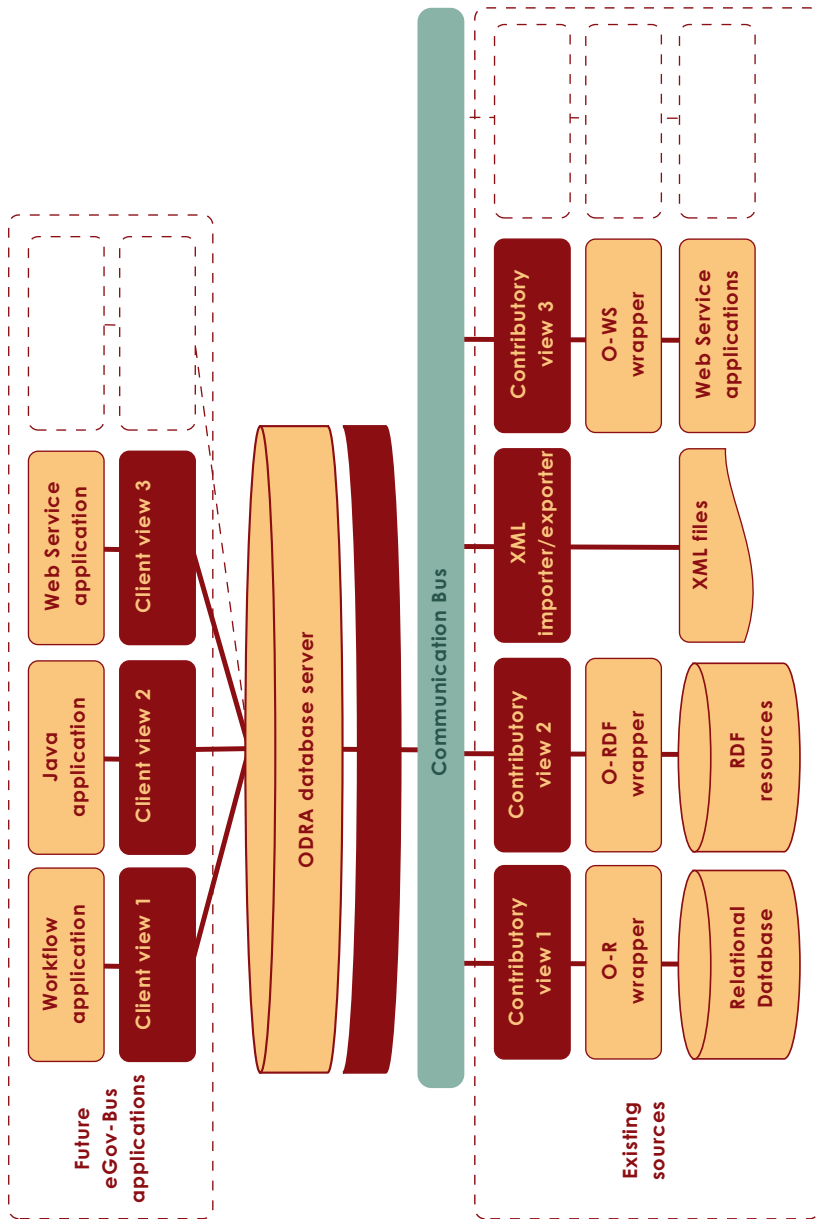 Future
eGov-Bus
applications
Workflow
application
Java
application
Web Service
application
Client view 1
Client view 2
Client view 3
ODRA database server
Communication Bus
Existing
sources
Contributory
view 1
Contributory
view 2
XML
importer/exporter
Contributory
view 3
O-R
wrapper
O-RDF
wrapper
O-WS
wrapper
Relational
Database
RDF
resources
XML files
Web Service
applications